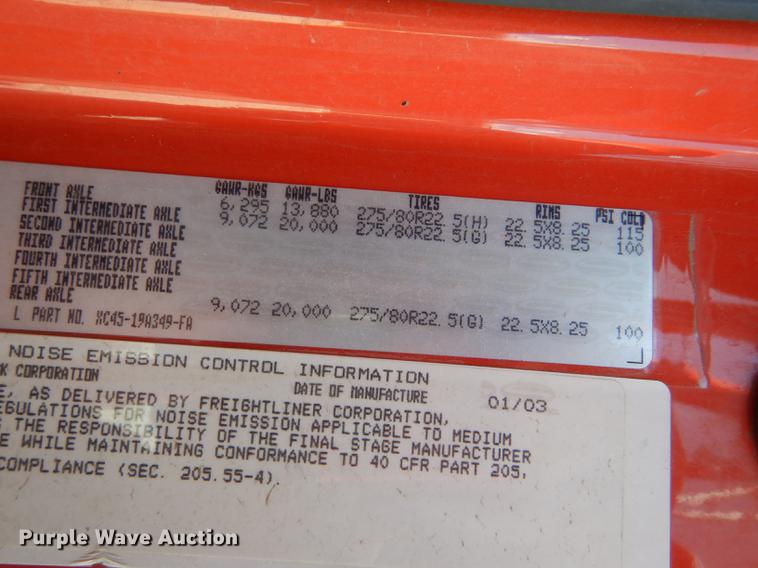 GAWR-KGS GAWR-LBS TIRES RIMS PSI COLD
FRONT AXLE 6,295 13,880 275/80R22.5(H) 22.5X8.25 115
FIRST INTERMEDIATE AXLE 9,072 20,000 275/80R22.5(G) 22.5X8.25 100
SECOND INTERMEDIATE AXLE
THIRD INTERMEDIATE AXLE
FOURTH INTERMEDIATE AXLE
FIFTH INTERMEDIATE AXLE
REAR AXLE 9,072 20,000 275/80R22.5(G) 22.5X8.25 100
L PART NO. XC45-19A349-FA
NOISE EMISSION CONTROL INFORMATION
K CORPORATION DATE OF MANUFACTURE 01/03
E, AS DELIVERED BY FREIGHTLINER CORPORATION,
EGULATIONS FOR NOISE EMISSION APPLICABLE TO MEDIUM
S THE RESPONSIBILITY OF THE FINAL STAGE MANUFACTURER
E WHILE MAINTAINING CONFORMANCE TO 40 CFR PART 205,
COMPLIANCE (SEC. 205.55-4).
Purple Wave Auction